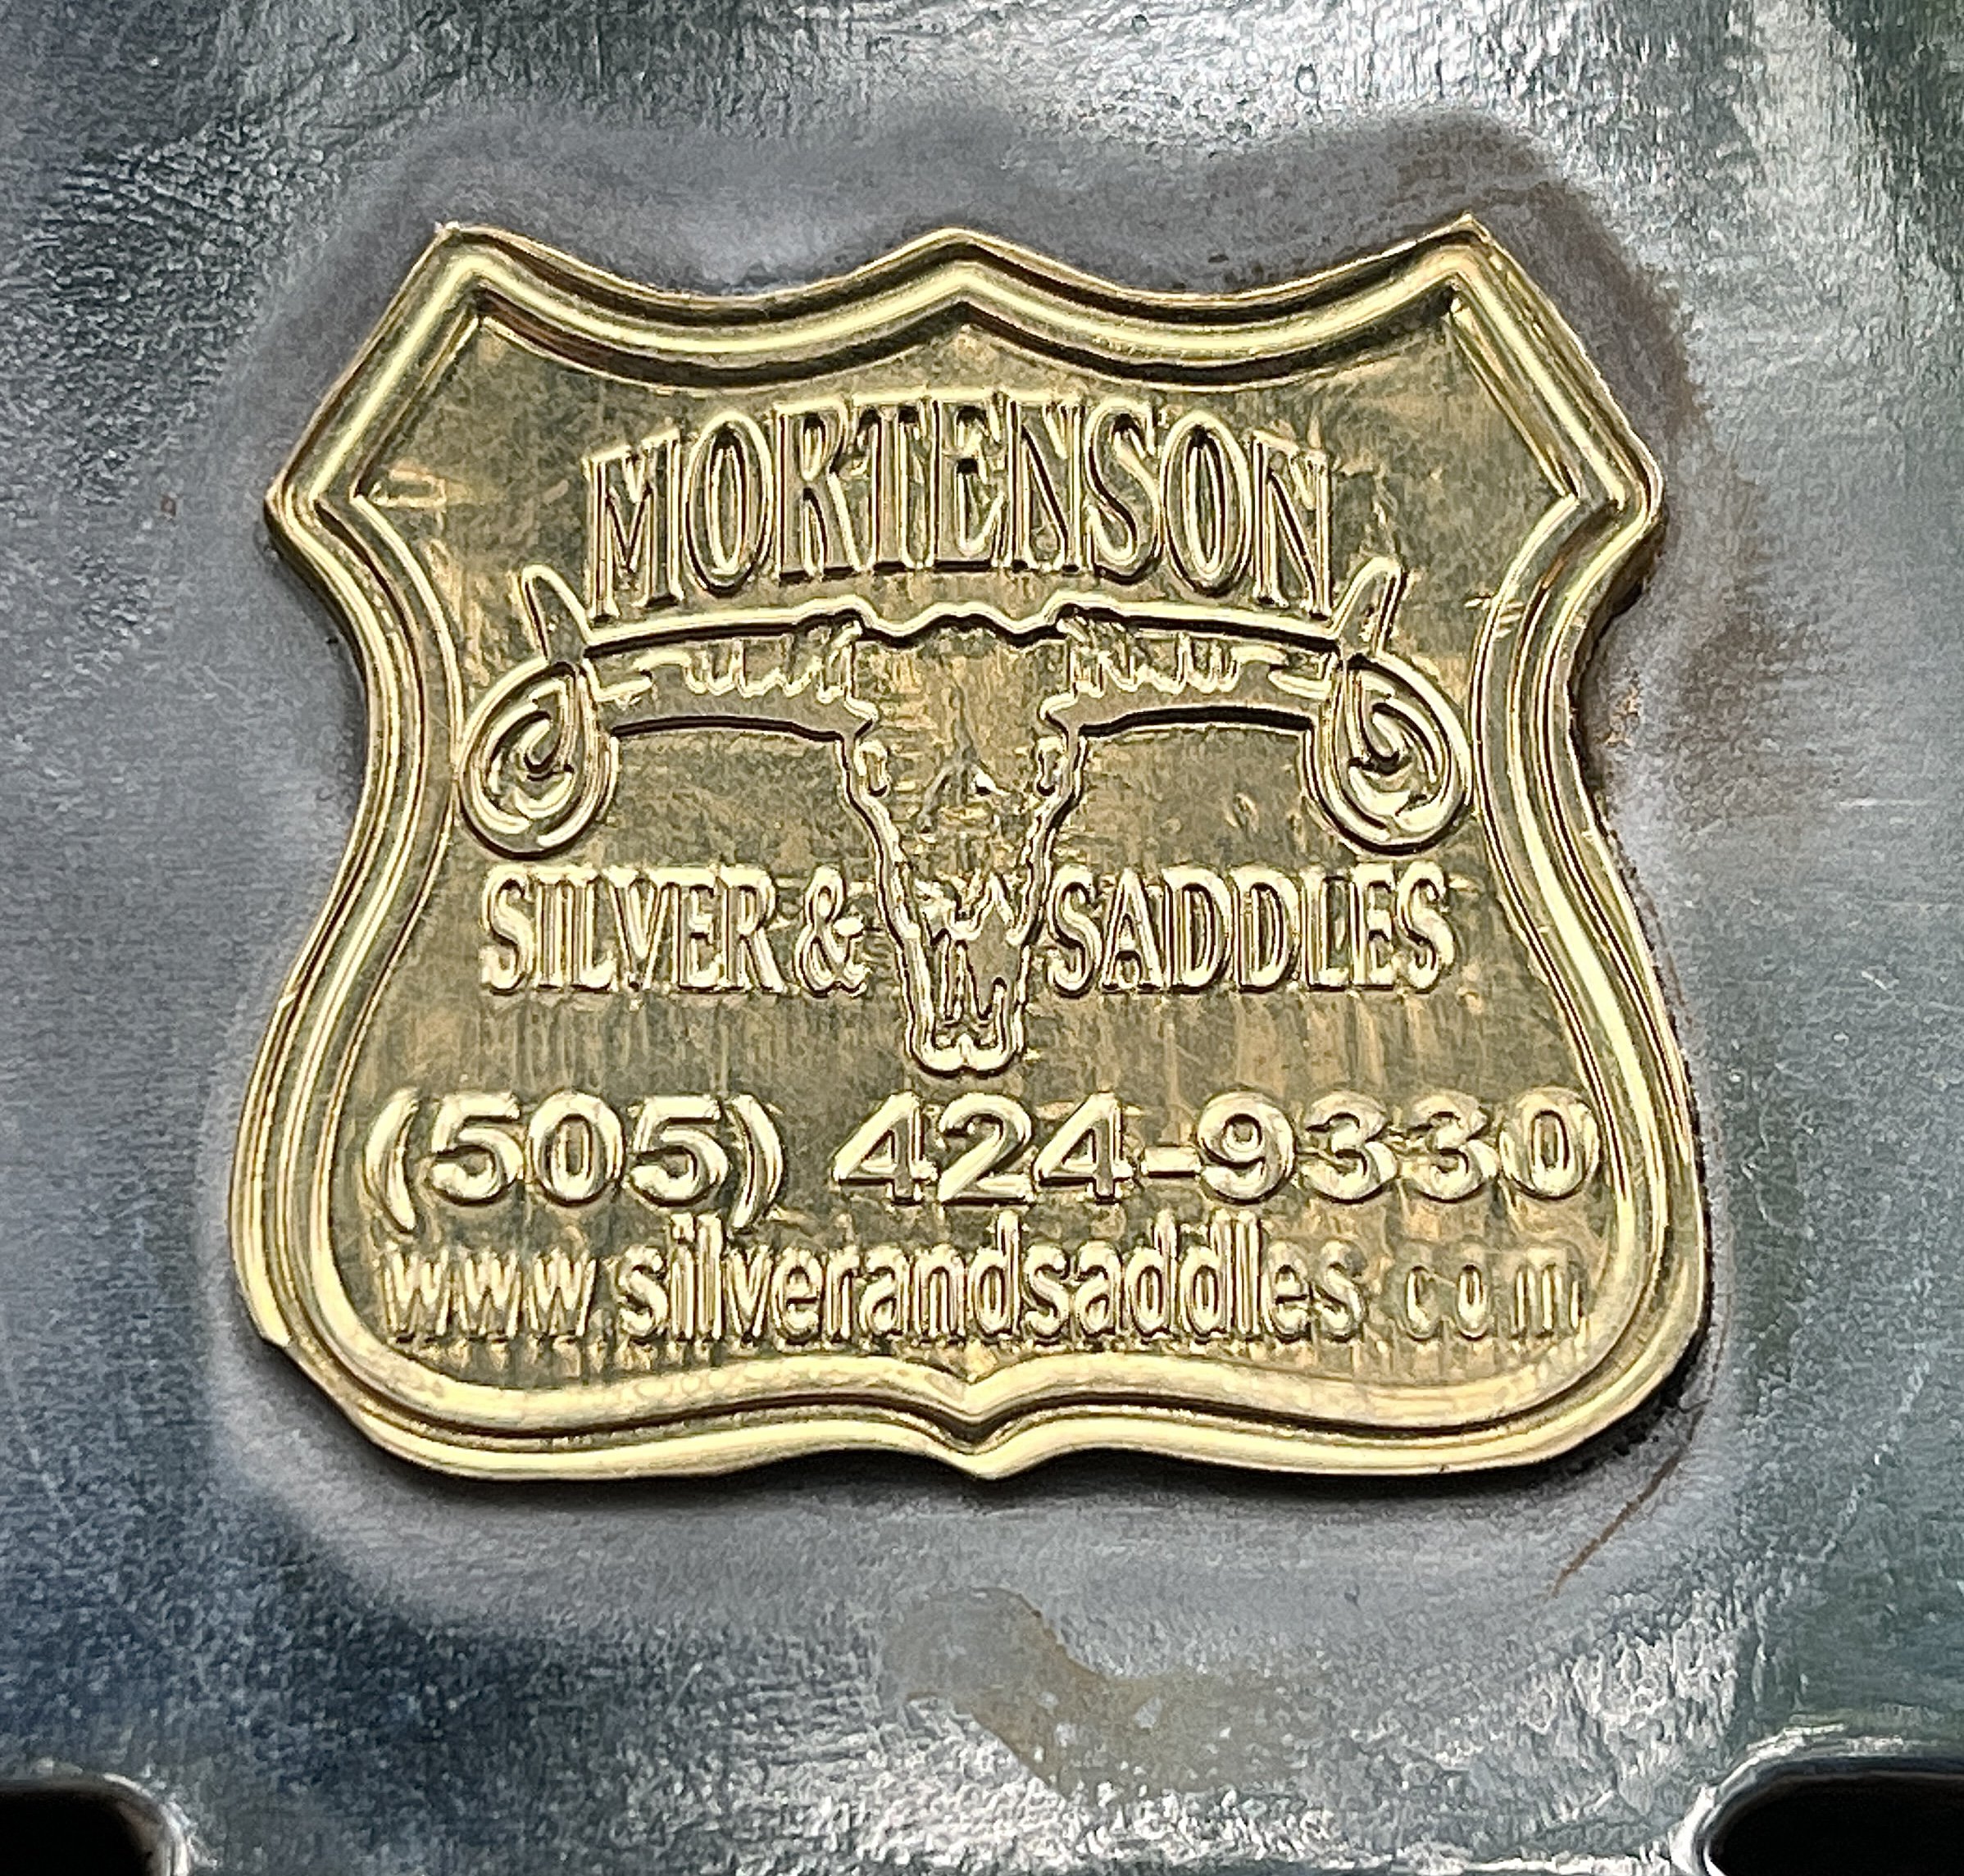 MORTENSON
SILVER & SADDLES
(505) 424-9330
www.silverandsaddles.com